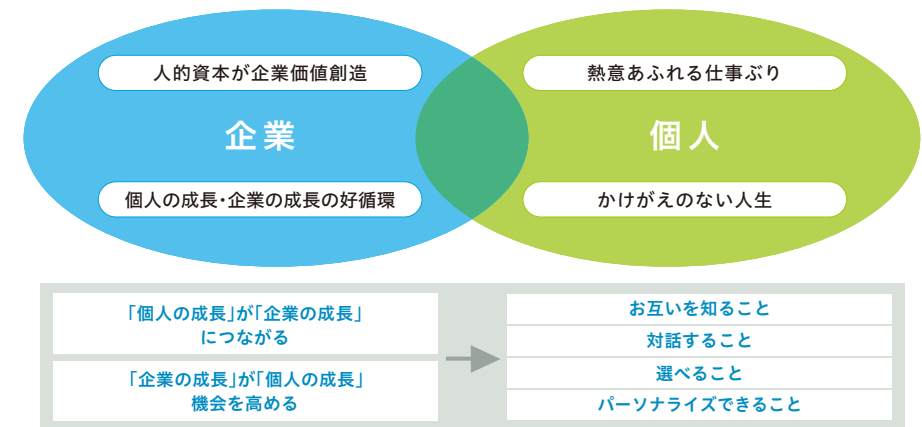 人的資本が企業価値創造
企業
個人の成長・企業の成長の好循環
熱意あふれる仕事ぶり
個人
かけがえのない人生
「個人の成長」が「企業の成長」
につながる
「企業の成長」が「個人の成長」
機会を高める
お互いを知ること
対話すること
選べること
パーソナライズできること